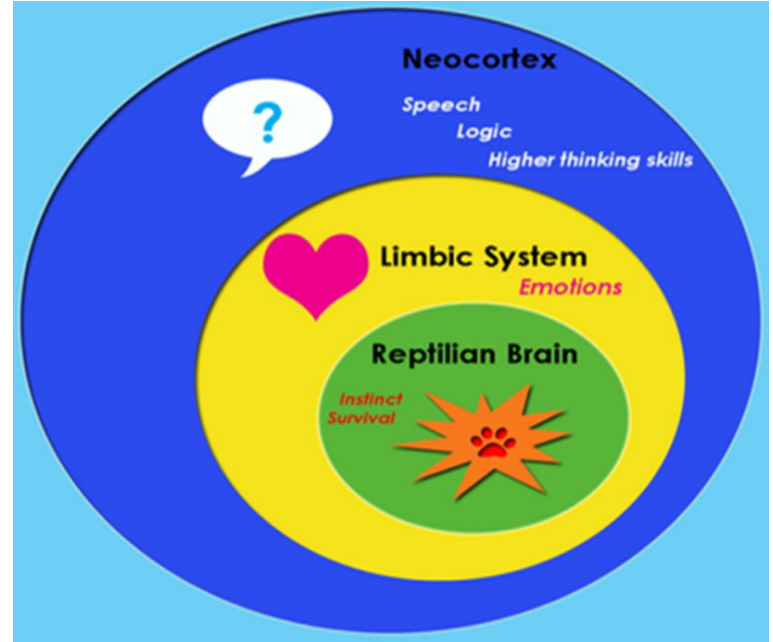 Neocortex
Speech
Logic
Higher thinking skills
?
Limbic System
Emotions
Reptilian Brain
Instinct
Survival